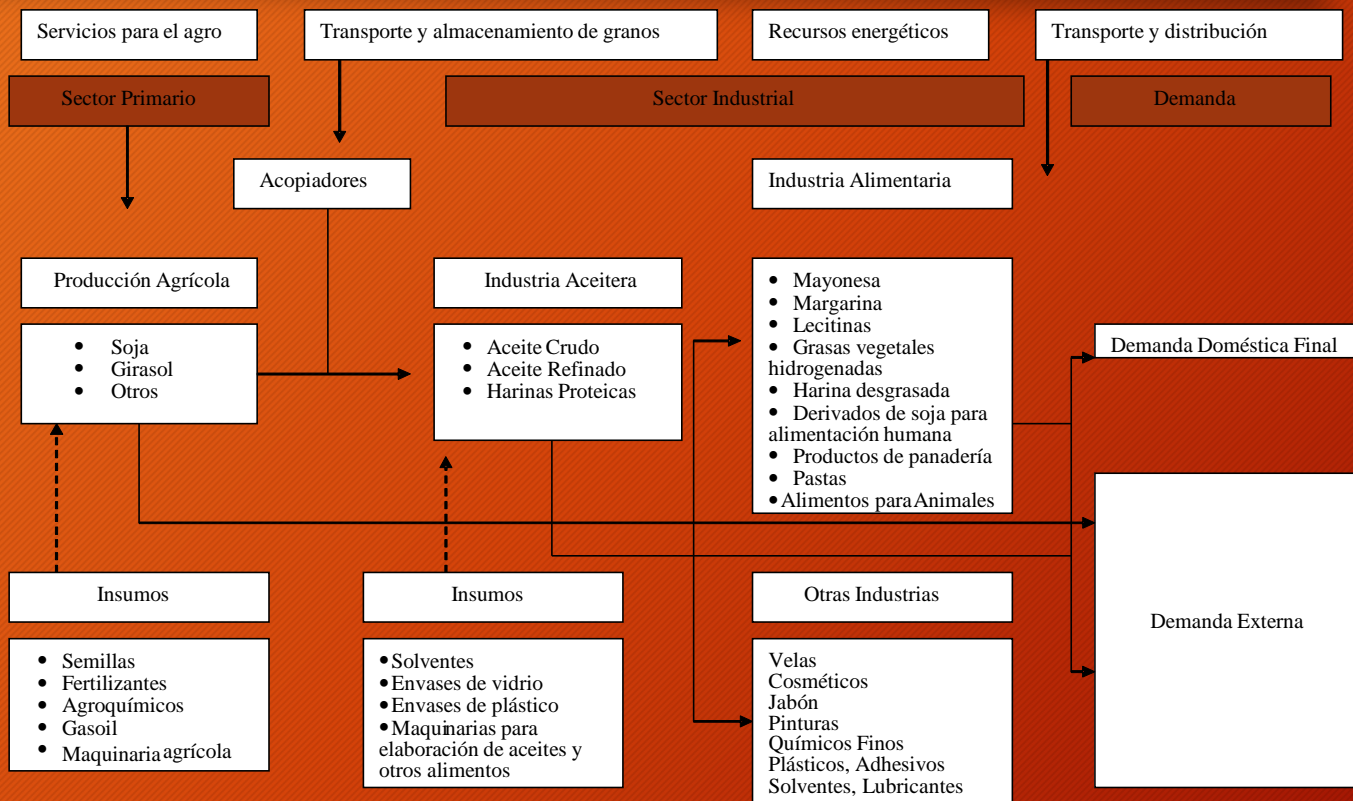 Servicios para el agro
Transporte y almacenamiento de granos
Recursos energéticos
Transporte y distribución
Sector Primario
Sector Industrial
Demanda
Acopiadores
Industria Alimentaria
Producción Agrícola
Industria Aceitera
• Soja
• Girasol
• Otros
• Aceite Crudo
• Aceite Refinado
• Harinas Proteicas
• Mayonesa
• Margarina
• Lecitinas
• Grasas vegetales
hidrogenadas
• Harina desgrasada
• Derivados de soja para
alimentación humana
• Productos de panadería
• Pastas
• Alimentos para Animales
Demanda Doméstica Final
Demanda Externa
Insumos
Insumos
Otras Industrias
• Semillas
• Fertilizantes
• Agroquímicos
• Gasoil
• Maquinaria agrícola
• Solventes
• Envases de vidrio
• Envases de plástico
• Maquinarias para
elaboración de aceites y
otros alimentos
Velas
Cosméticos
Jabón
Pinturas
Químicos Finos
Plásticos, Adhesivos
Solventes, Lubricantes